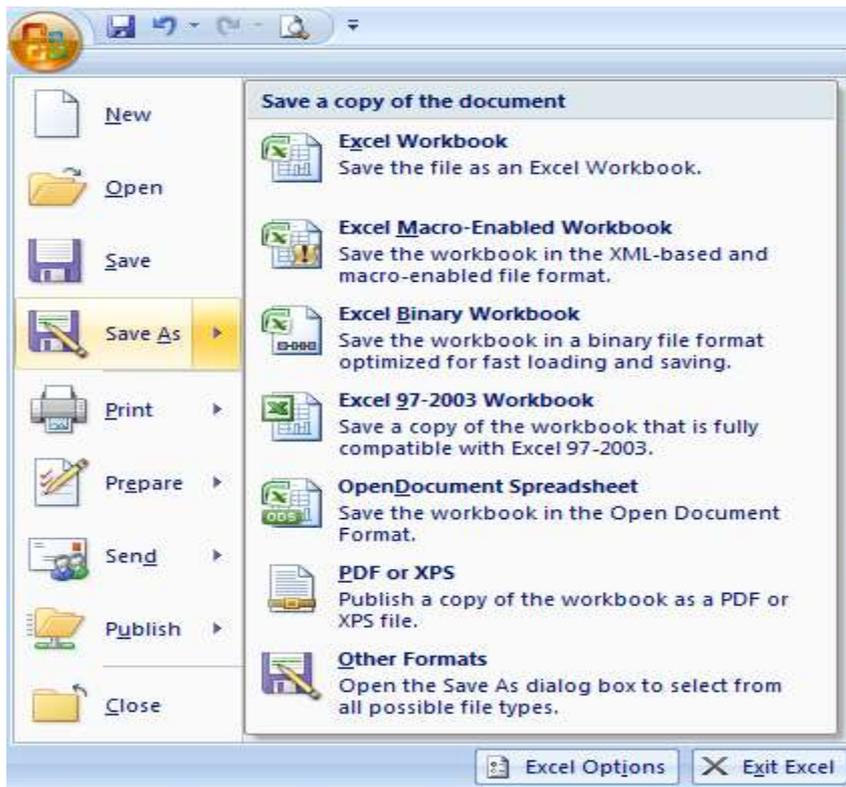 New
Open
Save
Save As
Print
Prepare
Send
Publish
Close
Save a copy of the document
Excel Workbook
Save the file as an Excel Workbook.
Excel Macro-Enabled Workbook
Save the workbook in the XML-based and
macro-enabled file format.
Excel Binary Workbook
Save the workbook in a binary file format
optimized for fast loading and saving.
Excel 97-2003 Workbook
Save a copy of the workbook that is fully
compatible with Excel 97-2003.
OpenDocument Spreadsheet
ODS
Save the workbook in the Open Document
Format.
PDF or XPS
Publish a copy of the workbook as a PDF or
XPS file.
Other Formats
Open the Save As dialog box to select from
all possible file types.
Excel Options
Exit Excel